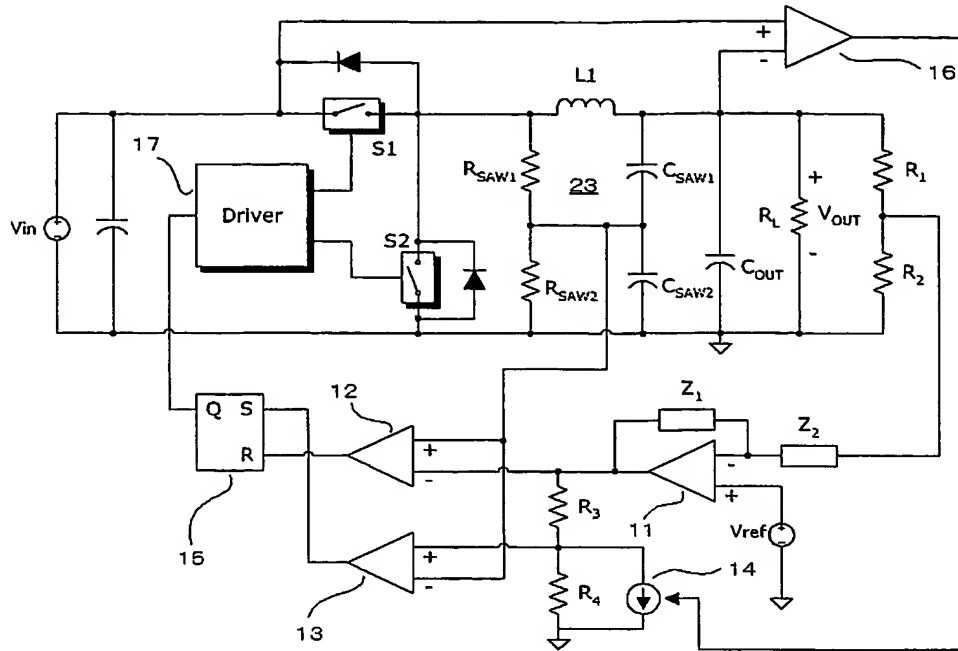 +
-
16
L1
S1
17
R_SAW1
23
C_SAW1
R_1
+
Driver
Vin
R_L
V_OUT
S2
-
R_2
R_SAW2
C_SAW2
C_OUT
12
Z_1
Q S
R
+
-
Z_2
-
+
11
15
R_3
Vref
14
+
-
13
R_4